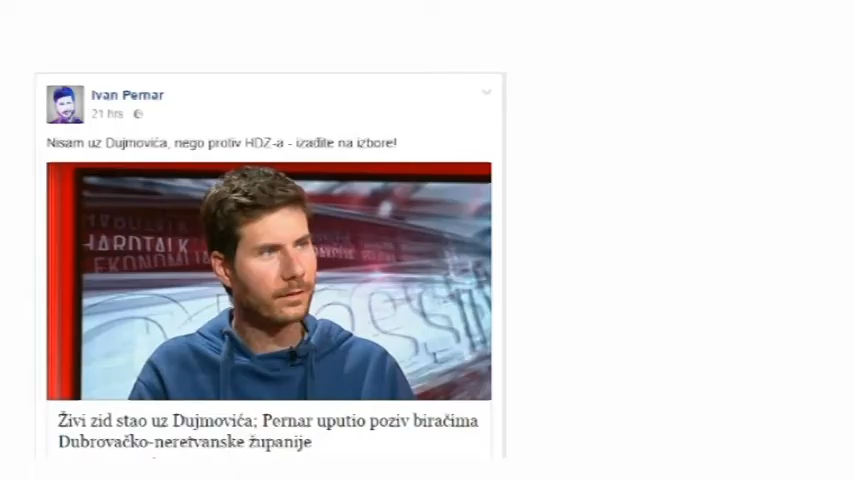 Ivan Pernar
21 hrs
Nisam uz Dujmovića, nego protiv HDZ-a - izađite na izbore!
HARDTALK
EKONOMI
Živi zid stao uz Dujmovića; Pernar uputio poziv biračima
Dubrovačko-neretvanske županije